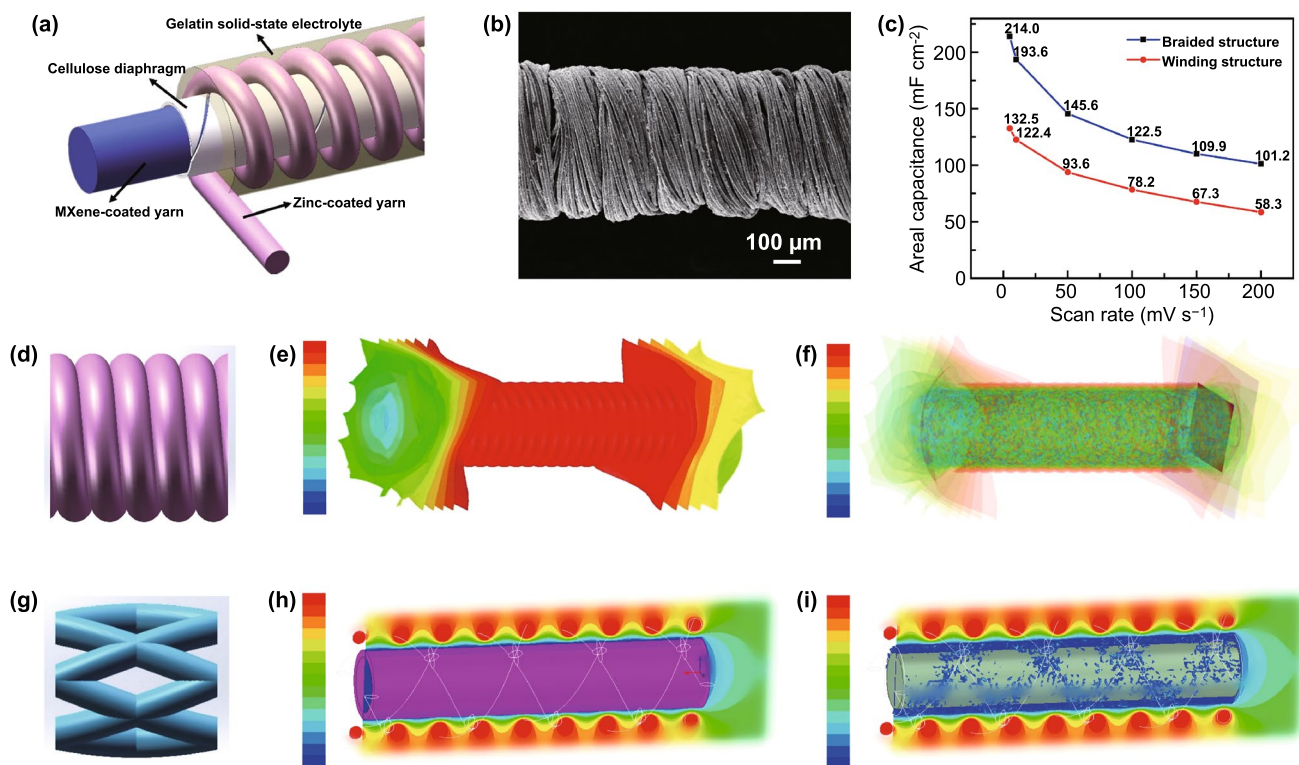 (a)
Gelatin solid-state electrolyte
Cellulose diaphragm
MXene-coated yarn
Zinc-coated yarn
(b)
100 µm
(c)
Areal capacitance (mF cm⁻²)
200
150
100
50
0
214.0
193.6
145.6
122.5
109.9
101.2
132.5
122.4
93.6
78.2
67.3
58.3
Braided structure
Winding structure
0 50 100 150 200
Scan rate (mV s⁻¹)
(d)
(e)
(f)
(g)
(h)
(i)